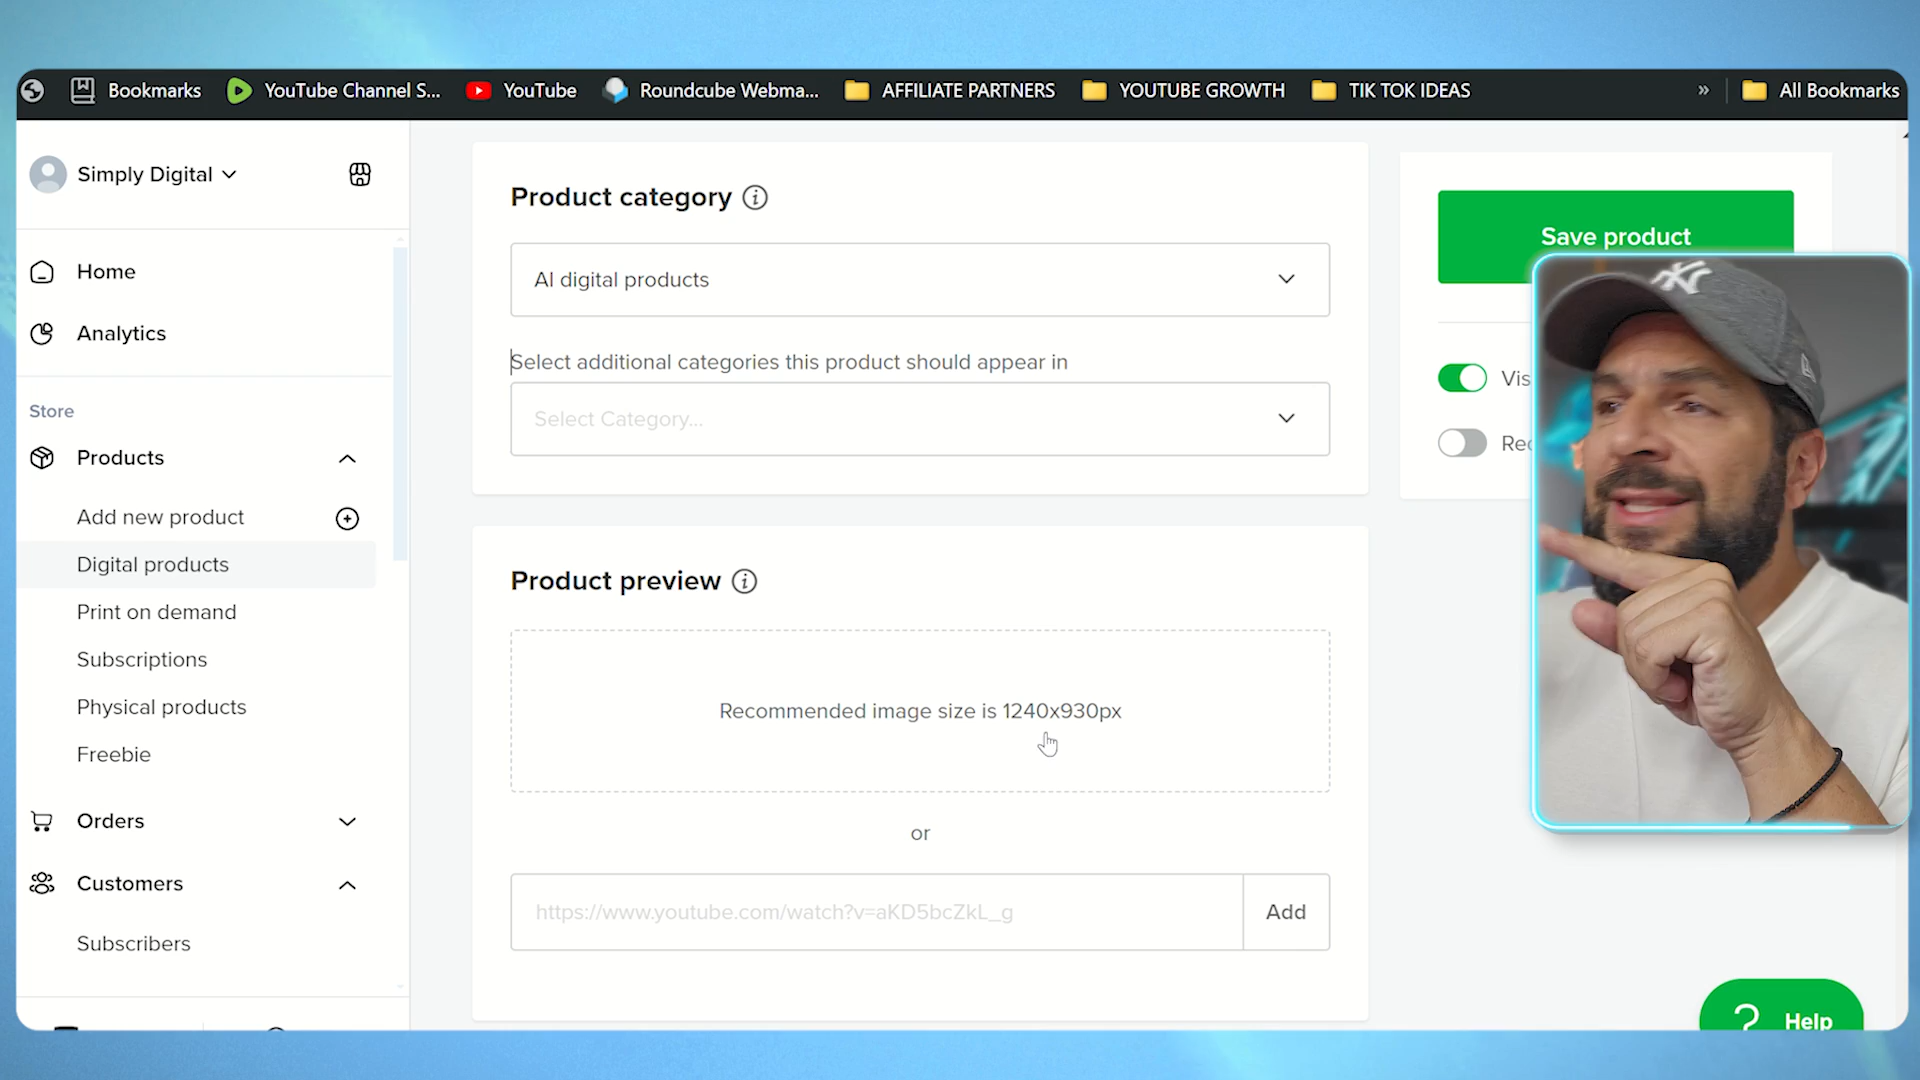 Bookmarks YouTube Channel S... YouTube Roundcube Webma... AFFILIATE PARTNERS YOUTUBE GROWTH TIK TOK IDEAS » All Bookmarks
Simply Digital
Home
Analytics
Store
Products
Add new product
Digital products
Print on demand
Subscriptions
Physical products
Freebie
Orders
Customers
Subscribers
Product category
AI digital products
Select additional categories this product should appear in
Select Category...
Product preview
Recommended image size is 1240x930px
or
https://www.youtube.com/watch?v=aKD5bcZkL_g
Add
Save product
Vis
Rec
NY
? Help